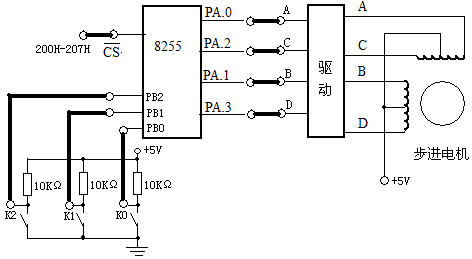 PA.0
A
A
200H-207H
CS
8255
PA.2
C
C
PA.1
B
驱动
B
PB2
PB1
PB0
PA.3
D
D
+5V
步进电机
+5V
10KΩ
10KΩ
10KΩ
K2
K1
K0